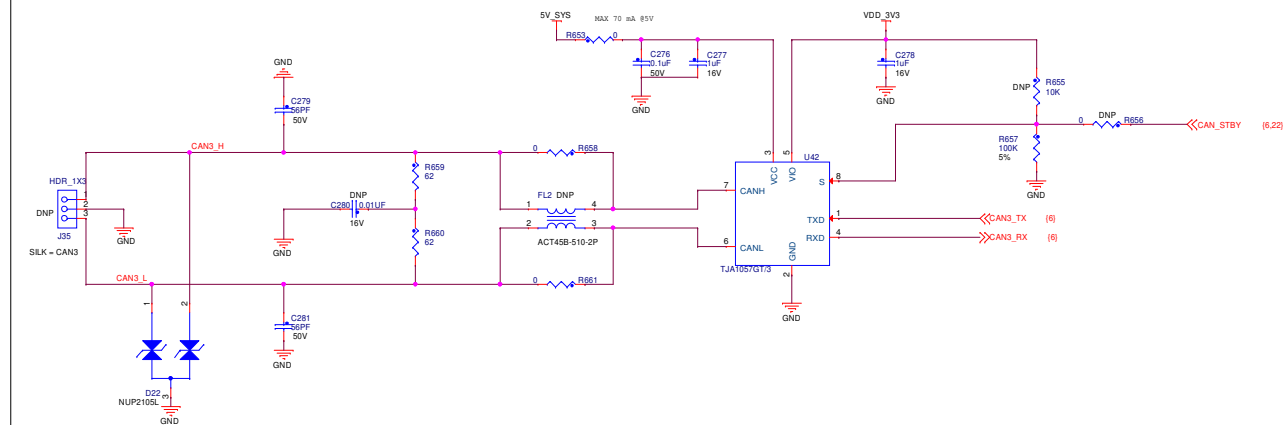 5V_SYS
MAX 70 mA @5V
VDD_3V3
R653
0
C276
0.1uF
50V
C277
1uF
16V
C278
1uF
16V
GND
GND
DNP
R655
10K
GND
C279
56PF
50V
0
DNP
R656
CAN_STBY {6,22}
R657
100K
5%
GND
CAN3_H
0
R658
3
5
U42
VCC
VIO
HDR_1X3
R659
62
S
8
7
CANH
DNP
1
2
3
J35
DNP
C280
0.01UF
16V
FL2 DNP
1
4
2
3
ACT45B-510-2P
TXD
1
CAN3_TX {6}
RXD
4
CAN3_RX {6}
GND
GND
R660
62
6
CANL
GND
SILK = CAN3
TJA1057GT/3
2
CAN3_L
0
R661
GND
1
2
C281
56PF
50V
GND
D22
NUP2105L
3
GND